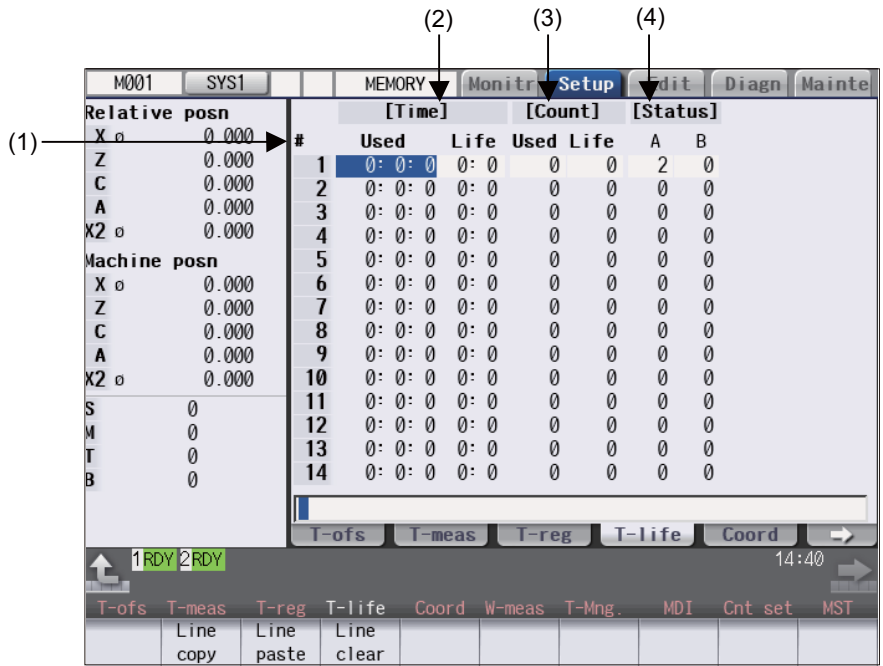 (2) (3) (4)
(1)
M001 SYS1 MEMORY Monitr Setup Edit Diagn Mainte
Relative posn
X ø 0.000
Z 0.000
C 0.000
A 0.000
X2 ø 0.000
Machine posn
X ø 0.000
Z 0.000
C 0.000
A 0.000
X2 ø 0.000
S 0
M 0
T 0
B 0
[Time] [Count] [Status]
# Used Life Used Life A B
1 0: 0: 0 0: 0 0 0 2 0
2 0: 0: 0 0: 0 0 0 0 0
3 0: 0: 0 0: 0 0 0 0 0
4 0: 0: 0 0: 0 0 0 0 0
5 0: 0: 0 0: 0 0 0 0 0
6 0: 0: 0 0: 0 0 0 0 0
7 0: 0: 0 0: 0 0 0 0 0
8 0: 0: 0 0: 0 0 0 0 0
9 0: 0: 0 0: 0 0 0 0 0
10 0: 0: 0 0: 0 0 0 0 0
11 0: 0: 0 0: 0 0 0 0 0
12 0: 0: 0 0: 0 0 0 0 0
13 0: 0: 0 0: 0 0 0 0 0
14 0: 0: 0 0: 0 0 0 0 0
T-ofs T-meas T-reg T-life Coord
1 RDY 2 RDY 14:40
T-ofs T-meas T-reg T-life Coord W-meas T-Mng. MDI Cnt set MST
Line copy Line paste Line clear